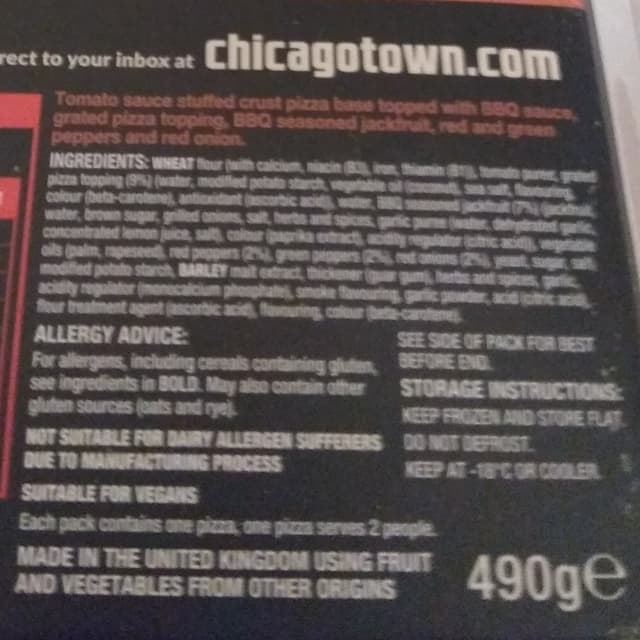 rect to your inbox at chicagotown.com
Tomato sauce stuffed crust pizza base topped with BBQ sauce,
grated pizza topping, BBQ seasoned jackfruit, red and green
peppers and red onion.
INGREDIENTS: WHEAT flour (with calcium, niacin (B3), iron, thiamin (B1)), tomato puree, grated
pizza topping (9%) (water, modified potato starch, vegetable oil (coconut), sea salt, flavouring,
colour (beta-carotene), antioxidant (ascorbic acid)), water, BBQ seasoned jackfruit (7%) (jackfruit,
water, brown sugar, grilled onions, salt, herbs and spices, garlic puree (water, dehydrated garlic,
concentrated lemon juice, salt), colour (paprika extract), acidity regulator (citric acid)), vegetable
oils (palm, rapeseed), red peppers (2%), green peppers (2%), red onions (2%), yeast, sugar, salt,
modified potato starch, BARLEY malt extract, thickener (guar gum), herbs and spices, garlic,
acidity regulator (monocalcium phosphate), smoke flavouring, garlic powder, acid (citric acid),
flour treatment agent (ascorbic acid), flavouring, colour (beta-carotene).
ALLERGY ADVICE:
For allergens, including cereals containing gluten,
see ingredients in BOLD. May also contain other
gluten sources (oats and rye).
NOT SUITABLE FOR DAIRY ALLERGEN SUFFERERS
DUE TO MANUFACTURING PROCESS
SUITABLE FOR VEGANS
SEE SIDE OF PACK FOR BEST
BEFORE END.
STORAGE INSTRUCTIONS:
KEEP FROZEN AND STORE FLAT.
DO NOT DEFROST.
KEEP AT -18°C OR COOLER.
Each pack contains one pizza, one pizza serves 2 people.
MADE IN THE UNITED KINGDOM USING FRUIT
AND VEGETABLES FROM OTHER ORIGINS
490g℮